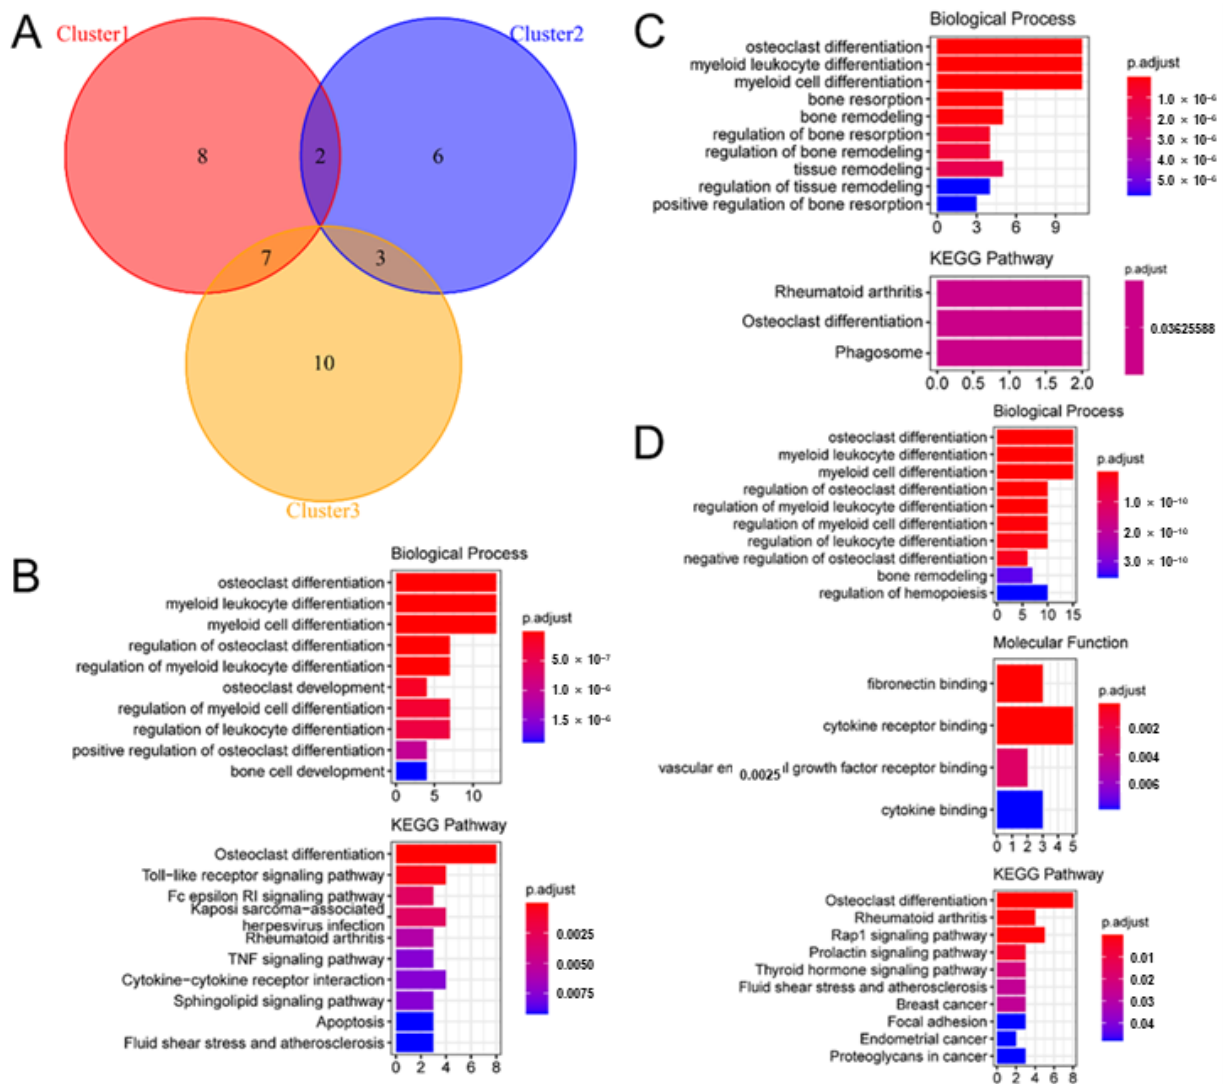 A
Cluster1
Cluster2
8
2
6
7
3
10
Cluster3
B
Biological Process
osteoclast differentiation
myeloid leukocyte differentiation
myeloid cell differentiation
regulation of osteoclast differentiation
regulation of myeloid leukocyte differentiation
osteoclast development
regulation of myeloid cell differentiation
regulation of leukocyte differentiation
positive regulation of osteoclast differentiation
bone cell development
0 5 10
p.adjust
5.0 × 10⁻⁷
1.0 × 10⁻⁶
1.5 × 10⁻⁶
KEGG Pathway
Osteoclast differentiation
Toll-like receptor signaling pathway
Fc epsilon RI signaling pathway
Kaposi sarcoma-associated
herpesvirus infection
Rheumatoid arthritis
TNF signaling pathway
Cytokine-cytokine receptor interaction
Sphingolipid signaling pathway
Apoptosis
Fluid shear stress and atherosclerosis
0 2 4 6 8
p.adjust
0.0025
0.0050
0.0075
C
Biological Process
osteoclast differentiation
myeloid leukocyte differentiation
myeloid cell differentiation
bone resorption
bone remodeling
regulation of bone resorption
regulation of bone remodeling
tissue remodeling
regulation of tissue remodeling
positive regulation of bone resorption
0 3 6 9
p.adjust
1.0 × 10⁻⁶
2.0 × 10⁻⁶
3.0 × 10⁻⁶
4.0 × 10⁻⁶
5.0 × 10⁻⁶
KEGG Pathway
Rheumatoid arthritis
Osteoclast differentiation
Phagosome
0.0 0.5 1.0 1.5 2.0
p.adjust
0.03625588
D
Biological Process
osteoclast differentiation
myeloid leukocyte differentiation
myeloid cell differentiation
regulation of osteoclast differentiation
regulation of myeloid leukocyte differentiation
regulation of myeloid cell differentiation
regulation of leukocyte differentiation
negative regulation of osteoclast differentiation
bone remodeling
regulation of hemopoiesis
0 5 10 15
p.adjust
1.0 × 10⁻¹⁰
2.0 × 10⁻¹⁰
3.0 × 10⁻¹⁰
Molecular Function
fibronectin binding
cytokine receptor binding
vascular en 0.0025 l growth factor receptor binding
cytokine binding
0 1 2 3 4 5
p.adjust
0.002
0.004
0.006
KEGG Pathway
Osteoclast differentiation
Rheumatoid arthritis
Rap1 signaling pathway
Prolactin signaling pathway
Thyroid hormone signaling pathway
Fluid shear stress and atherosclerosis
Breast cancer
Focal adhesion
Endometrial cancer
Proteoglycans in cancer
0 2 4 6 8
p.adjust
0.01
0.02
0.03
0.04